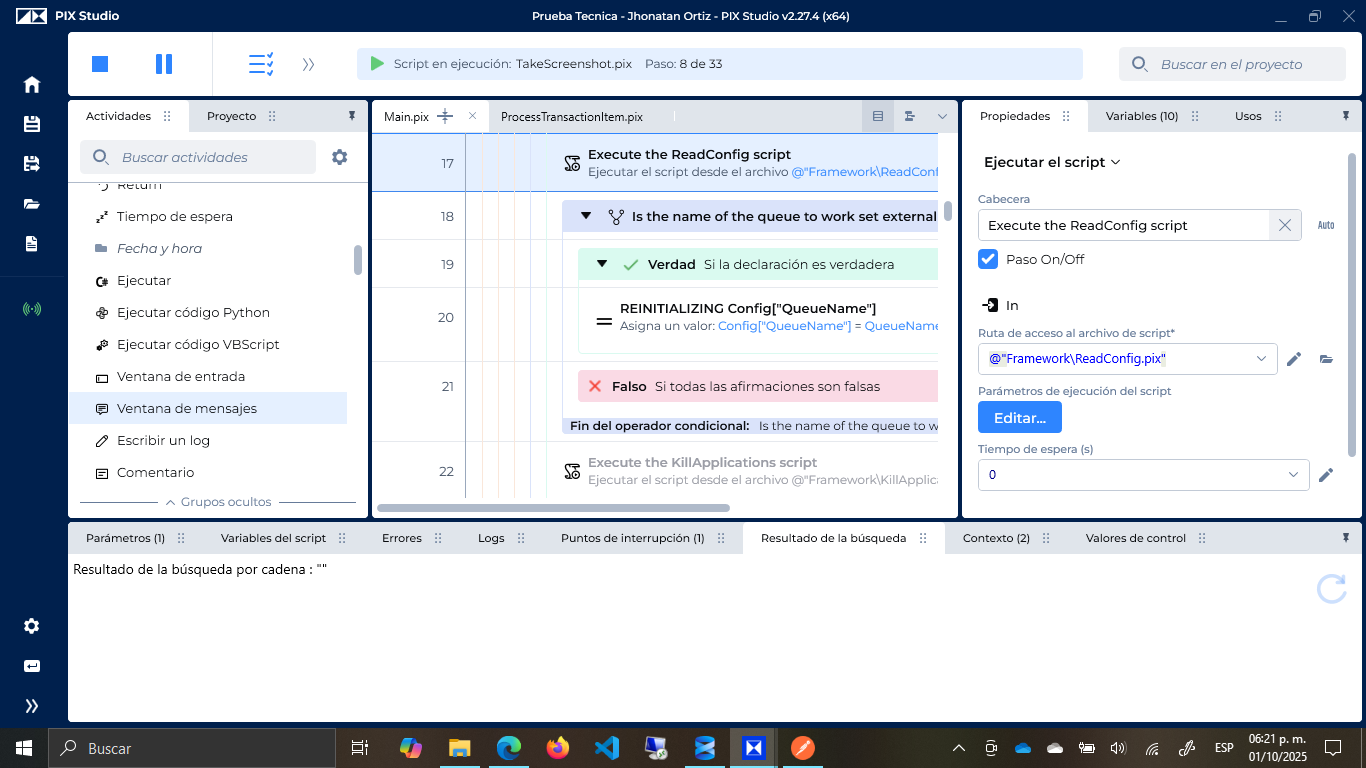 PIX Studio
Prueba Tecnica - Jhonatan Ortiz - PIX Studio v2.27.4 (x64)
Script en ejecución: TakeScreenshot.pix Paso: 8 de 33
Buscar en el proyecto
Actividades
Proyecto
Buscar actividades
Return
Tiempo de espera
Fecha y hora
Ejecutar
Ejecutar código Python
Ejecutar código VBScript
Ventana de entrada
Ventana de mensajes
Escribir un log
Comentario
Grupos ocultos
Main.pix
ProcessTransactionItem.pix
17
Execute the ReadConfig script
Ejecutar el script desde el archivo @"Framework\ReadConf
18
Is the name of the queue to work set external
19
Verdad Si la declaración es verdadera
20
REINITIALIZING Config["QueueName"]
Asigna un valor: Config["QueueName"] = QueueName
21
Falso Si todas las afirmaciones son falsas
Fin del operador condicional: Is the name of the queue to w
22
Execute the KillApplications script
Ejecutar el script desde el archivo @"Framework\KillApplica
Propiedades
Variables (10)
Usos
Ejecutar el script
Cabecera
Execute the ReadConfig script
Auto
Paso On/Off
In
Ruta de acceso al archivo de script*
@"Framework\ReadConfig.pix"
Parámetros de ejecución del script
Editar...
Tiempo de espera (s)
0
Parámetros (1)
Variables del script
Errores
Logs
Puntos de interrupción (1)
Resultado de la búsqueda
Contexto (2)
Valores de control
Resultado de la búsqueda por cadena : ""
Buscar
ESP
06:21 p. m.
01/10/2025